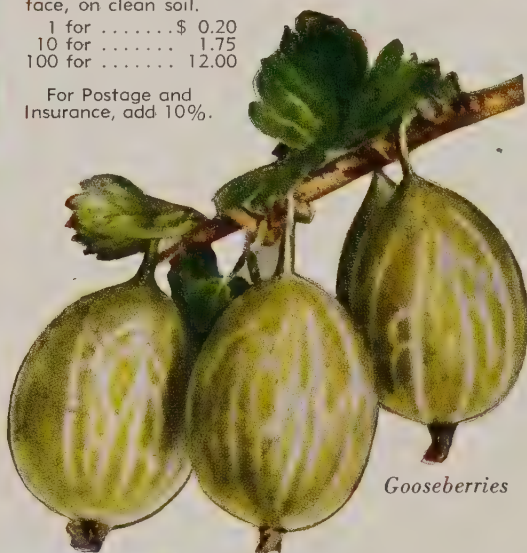 face, on clean soil.
1 for .......$ 0.20
10 for ....... 1.75
100 for ....... 12.00
For Postage and
Insurance, add 10%.
Gooseberries